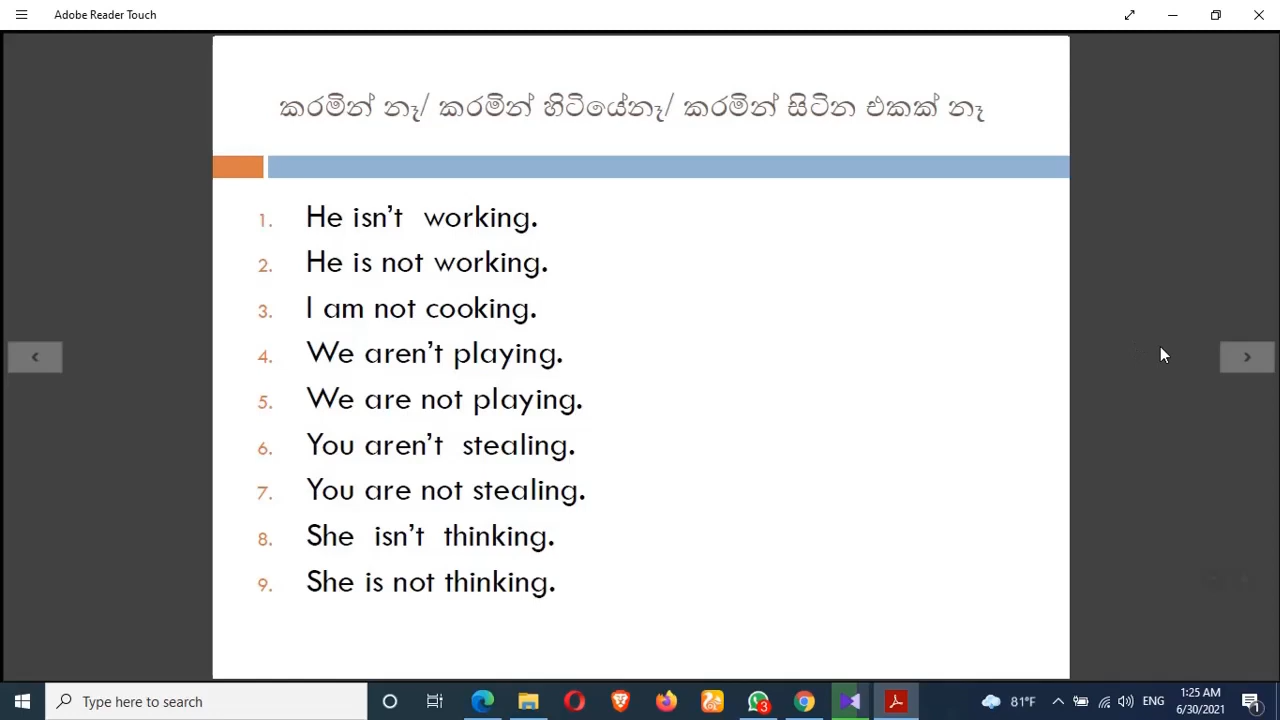 Adobe Reader Touch
කරමින් නෑ/ කරමින් හිටියේනෑ/ කරමින් සිටින එකක් නෑ
1. He isn’t working.
2. He is not working.
3. I am not cooking.
4. We aren’t playing.
5. We are not playing.
6. You aren’t stealing.
7. You are not stealing.
8. She isn’t thinking.
9. She is not thinking.
Type here to search
3
81°F
ENG
1:25 AM
6/30/2021
1